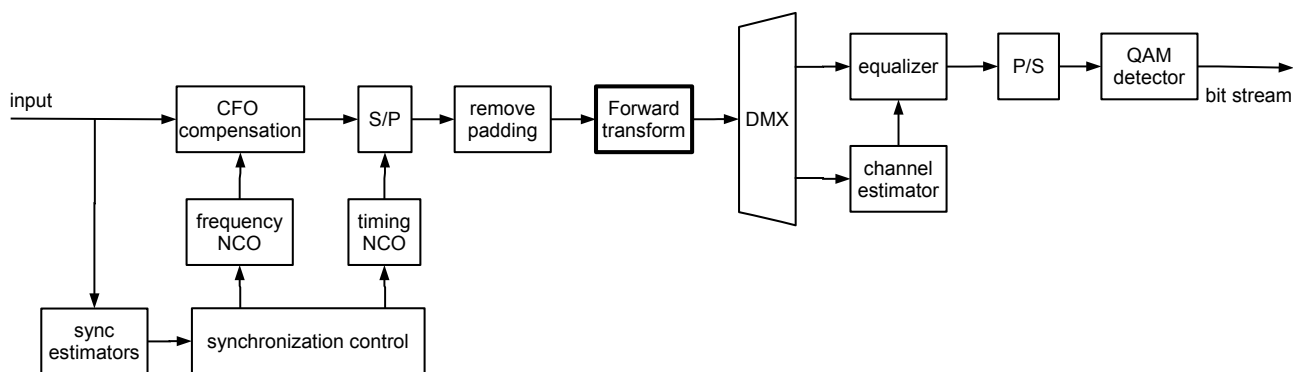 input
CFO
compensation
S/P
remove
padding
Forward
transform
DMX
equalizer
P/S
QAM
detector
bit stream
channel
estimator
frequency
NCO
timing
NCO
sync
estimators
synchronization control